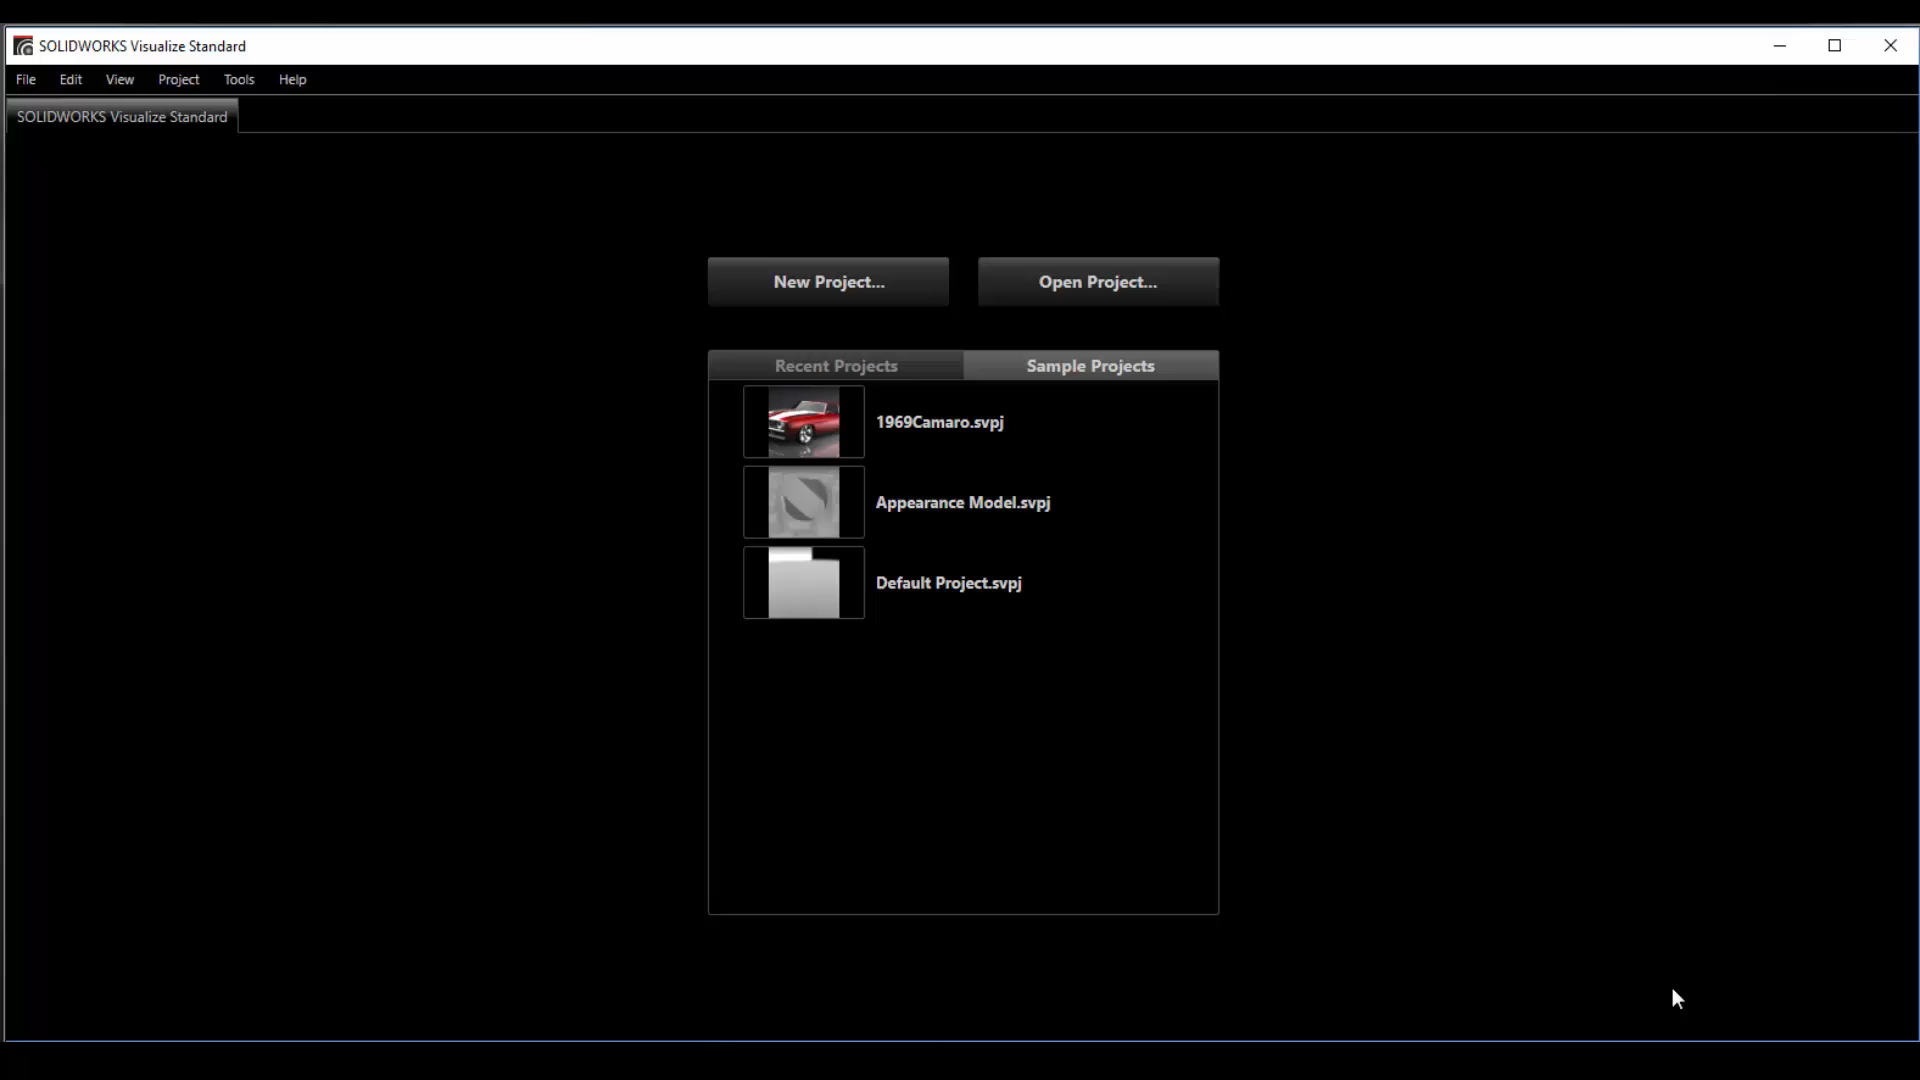 SOLIDWORKS Visualize Standard
File Edit View Project Tools Help
SOLIDWORKS Visualize Standard
New Project... Open Project...
Recent Projects Sample Projects
1969Camaro.svpj
Appearance Model.svpj
Default Project.svpj